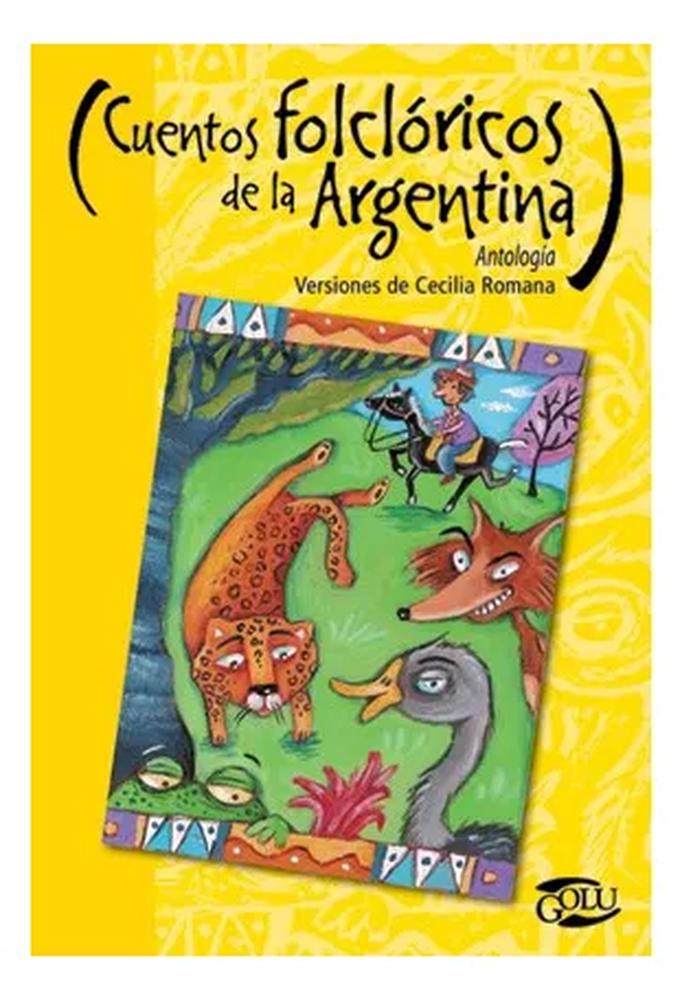 (Cuentos folclóricos
de la Argentina)
Antología
Versiones de Cecilia Romana
GOLU